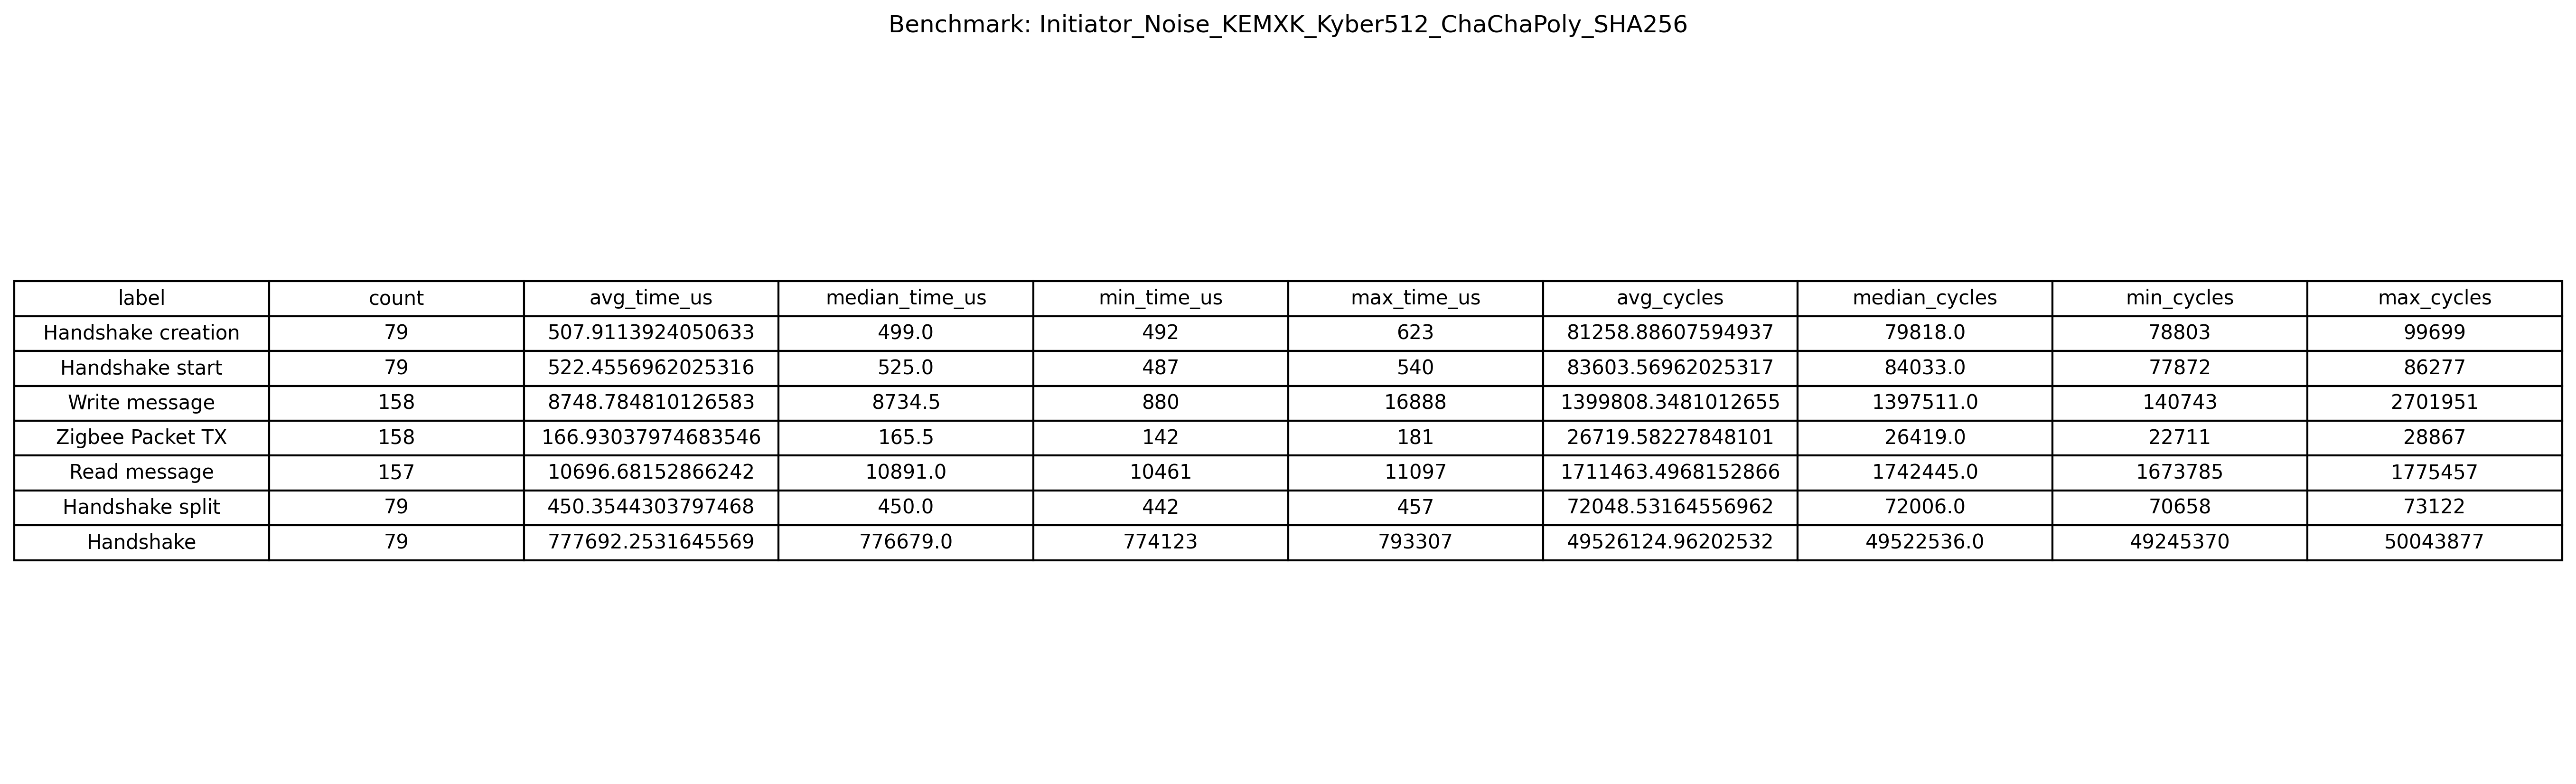 Benchmark: Initiator_Noise_KEMXK_Kyber512_ChaChaPoly_SHA256
label count avg_time_us median_time_us min_time_us max_time_us avg_cycles median_cycles min_cycles max_cycles
Handshake creation 79 507.9113924050633 499.0 492 623 81258.88607594937 79818.0 78803 99699
Handshake start 79 522.4556962025316 525.0 487 540 83603.56962025317 84033.0 77872 86277
Write message 158 8748.784810126583 8734.5 880 16888 1399808.3481012655 1397511.0 140743 2701951
Zigbee Packet TX 158 166.93037974683546 165.5 142 181 26719.58227848101 26419.0 22711 28867
Read message 157 10696.68152866242 10891.0 10461 11097 1711463.4968152866 1742445.0 1673785 1775457
Handshake split 79 450.3544303797468 450.0 442 457 72048.53164556962 72006.0 70658 73122
Handshake 79 777692.2531645569 776679.0 774123 793307 49526124.96202532 49522536.0 49245370 50043877